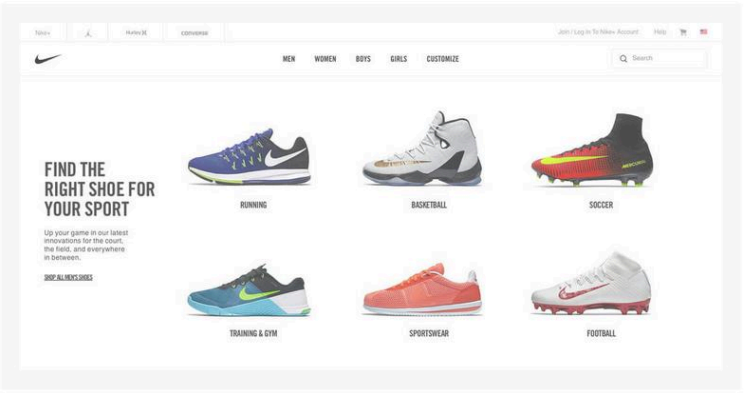 Nike+
Hurley
CONVERSE
Join / Log In To Nike+ Account
Help
MEN
WOMEN
BOYS
GIRLS
CUSTOMIZE
Search
FIND THE
RIGHT SHOE FOR
YOUR SPORT
Up your game in our latest
innovations for the court,
the field, and everywhere
in between.
SHOP ALL MEN'S SHOES
RUNNING
BASKETBALL
SOCCER
MERCURIAL
TRAINING & GYM
SPORTSWEAR
FOOTBALL